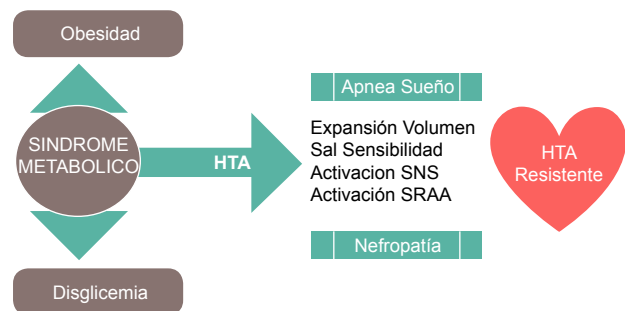 Obesidad
SINDROME
METABOLICO
HTA
Disglicemia
Apnea Sueño
Expansión Volumen
Sal Sensibilidad
Activacion SNS
Activación SRAA
Nefropatía
HTA
Resistente